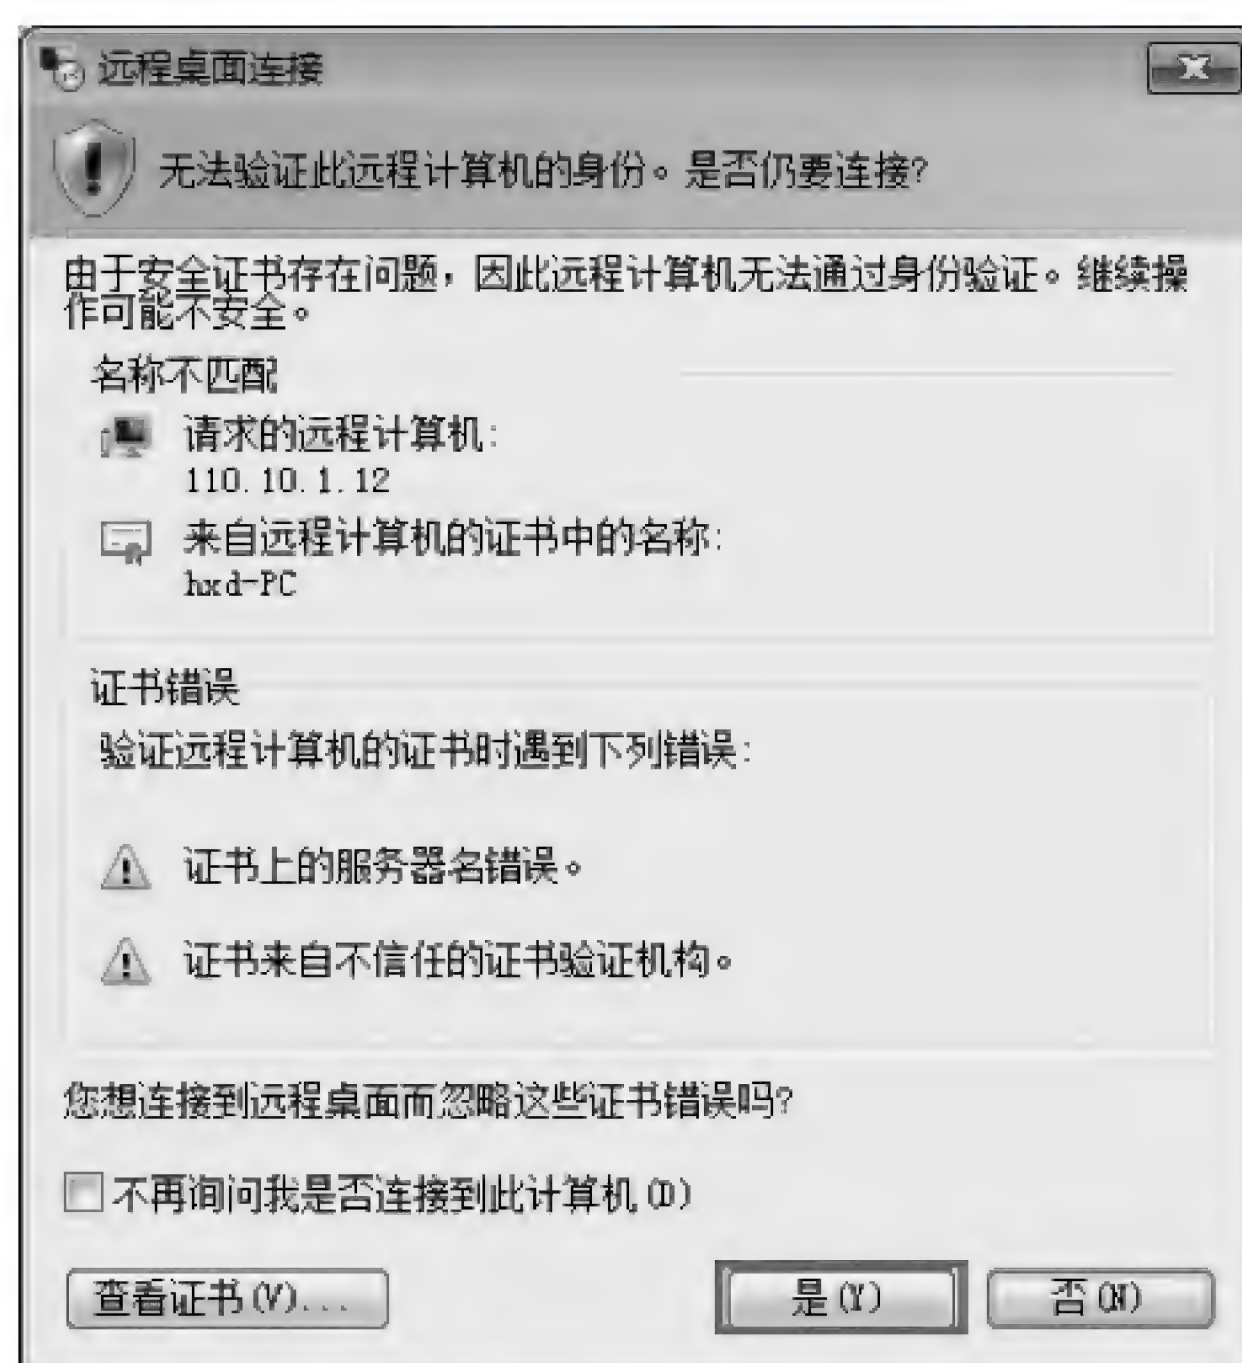 远程桌面连接
无法验证此远程计算机的身份。是否仍要连接?
由于安全证书存在问题，因此远程计算机无法通过身份验证。继续操
作可能不安全。
名称不匹配
请求的远程计算机:
110.10.1.12
来自远程计算机的证书中的名称:
hxd-PC
证书错误
验证远程计算机的证书时遇到下列错误:
证书上的服务器名错误。
证书来自不信任的证书验证机构。
您想连接到远程桌面而忽略这些证书错误吗?
不再询问我是否连接到此计算机(D)
查看证书(V)...
是(Y)
否(N)